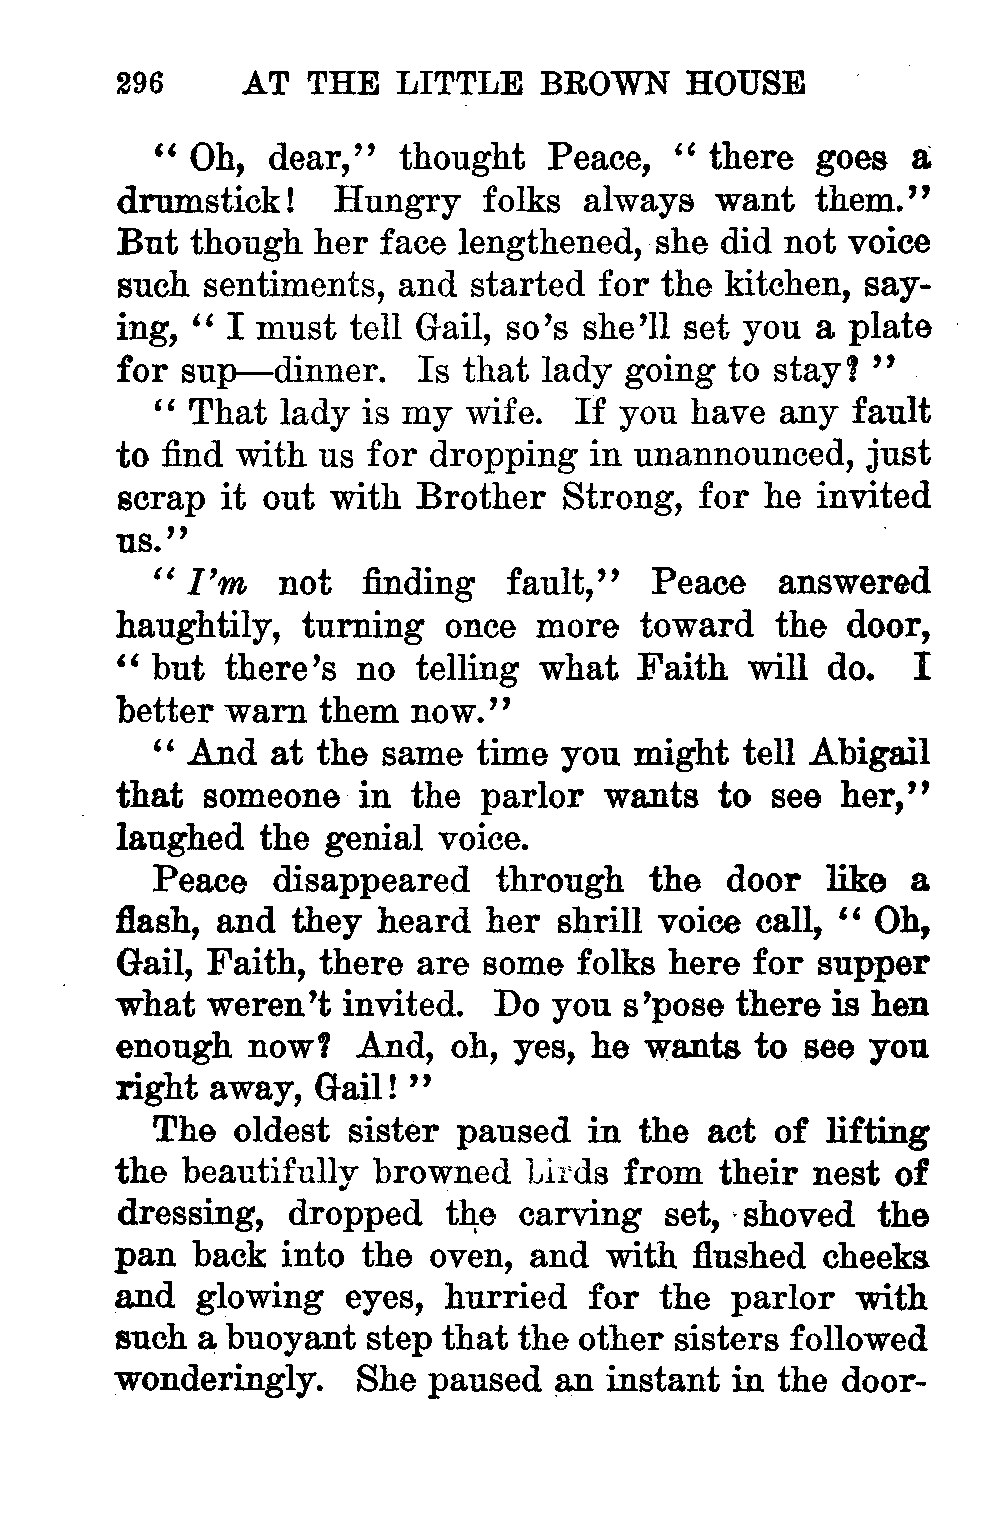 296 AT THE LITTLE BROWN HOUSE
“ Oh, dear,” thought Peace, “ there goes a
drumstick! Hungry folks always want them.”
But though her face lengthened, she did not voice
such sentiments, and started for the kitchen, say-
ing, “ I must tell Gail, so’s she’ll set you a plate
for sup—dinner. Is that lady going to stay? ”
“ That lady is my wife. If you have any fault
to find with us for dropping in unannounced, just
scrap it out with Brother Strong, for he invited
us.”
“ I’m not finding fault,” Peace answered
haughtily, turning once more toward the door,
“ but there’s no telling what Faith will do. I
better warn them now.”
“ And at the same time you might tell Abigail
that someone in the parlor wants to see her,”
laughed the genial voice.
Peace disappeared through the door like a
flash, and they heard her shrill voice call, “ Oh,
Gail, Faith, there are some folks here for supper
what weren’t invited. Do you s’pose there is hen
enough now? And, oh, yes, he wants to see you
right away, Gail! ”
The oldest sister paused in the act of lifting
the beautifully browned birds from their nest of
dressing, dropped the carving set, shoved the
pan back into the oven, and with flushed cheeks
and glowing eyes, hurried for the parlor with
such a buoyant step that the other sisters followed
wonderingly. She paused an instant in the door-